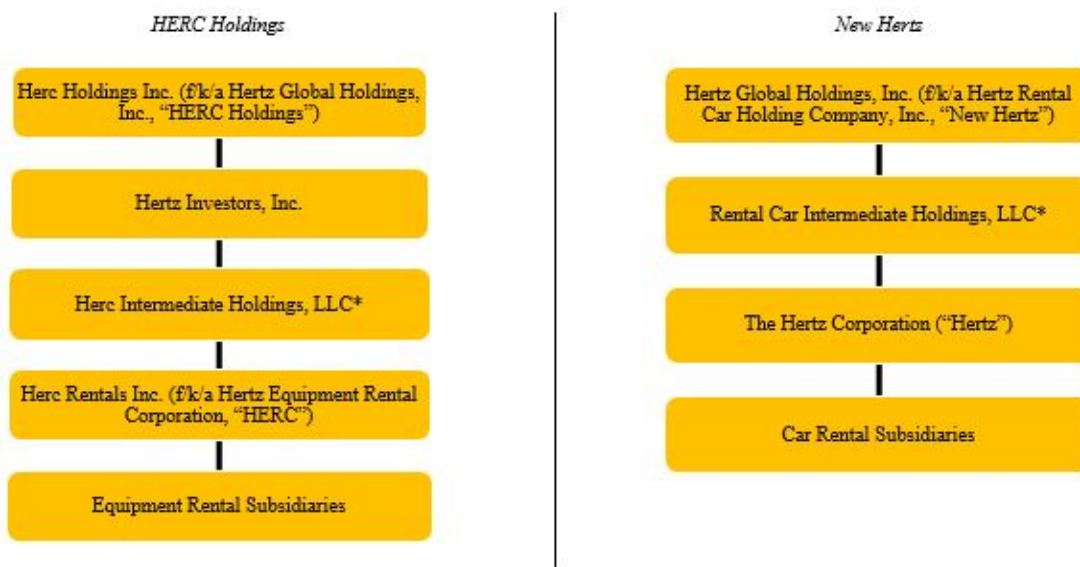 HERC Holdings
Herc Holdings Inc. (f/k/a Hertz Global Holdings,
Inc., “HERC Holdings”)
Hertz Investors, Inc.
Herc Intermediate Holdings, LLC*
Herc Rentals Inc. (f/k/a Hertz Equipment Rental
Corporation, “HERC”)
Equipment Rental Subsidiaries
New Hertz
Hertz Global Holdings, Inc. (f/k/a Hertz Rental
Car Holding Company, Inc., “New Hertz”)
Rental Car Intermediate Holdings, LLC*
The Hertz Corporation (“Hertz”)
Car Rental Subsidiaries